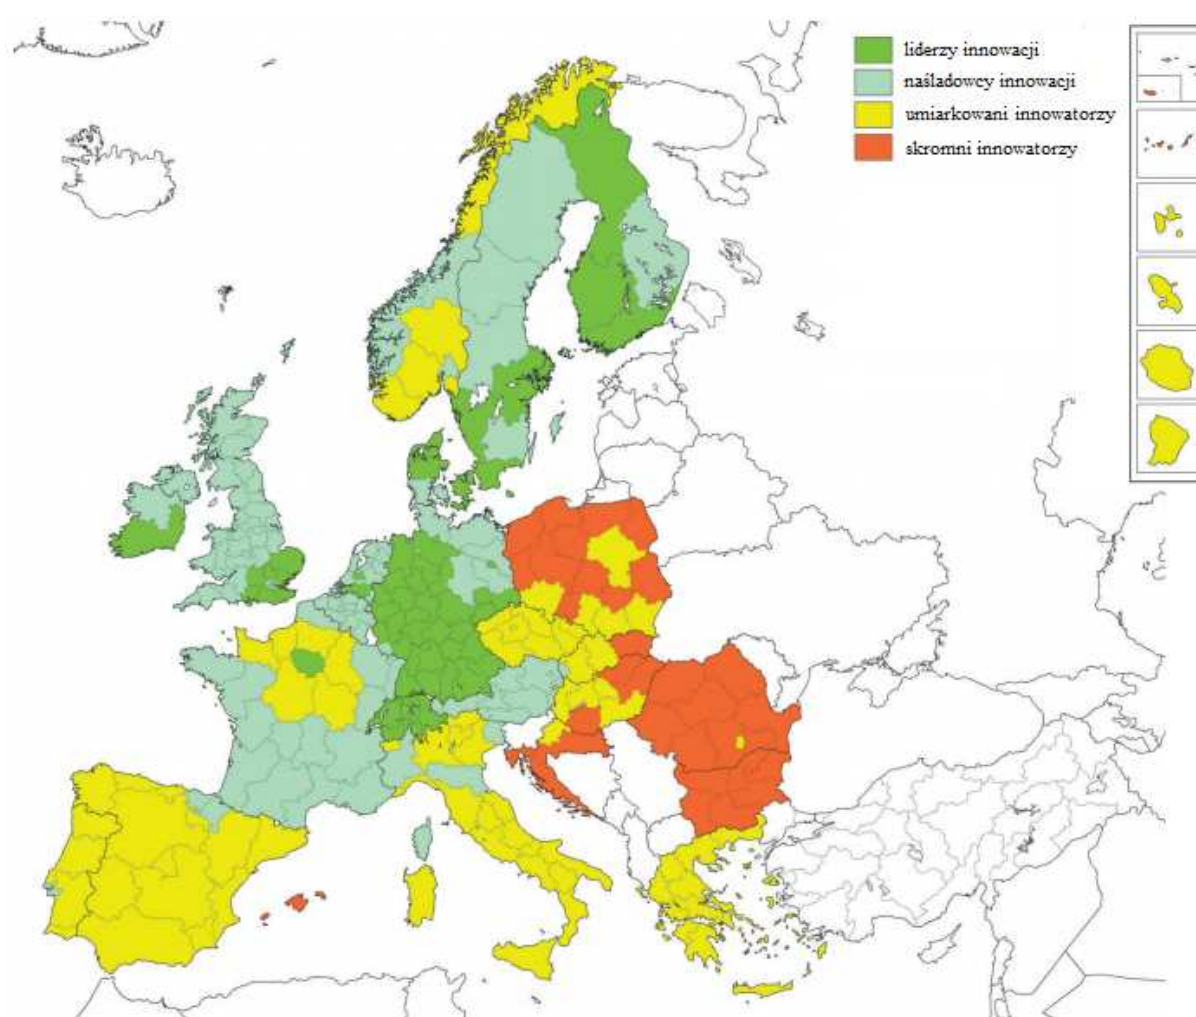 liderzy innowacji
naśladowcy innowacji
umiarkowani innowatorzy
skromni innowatorzy